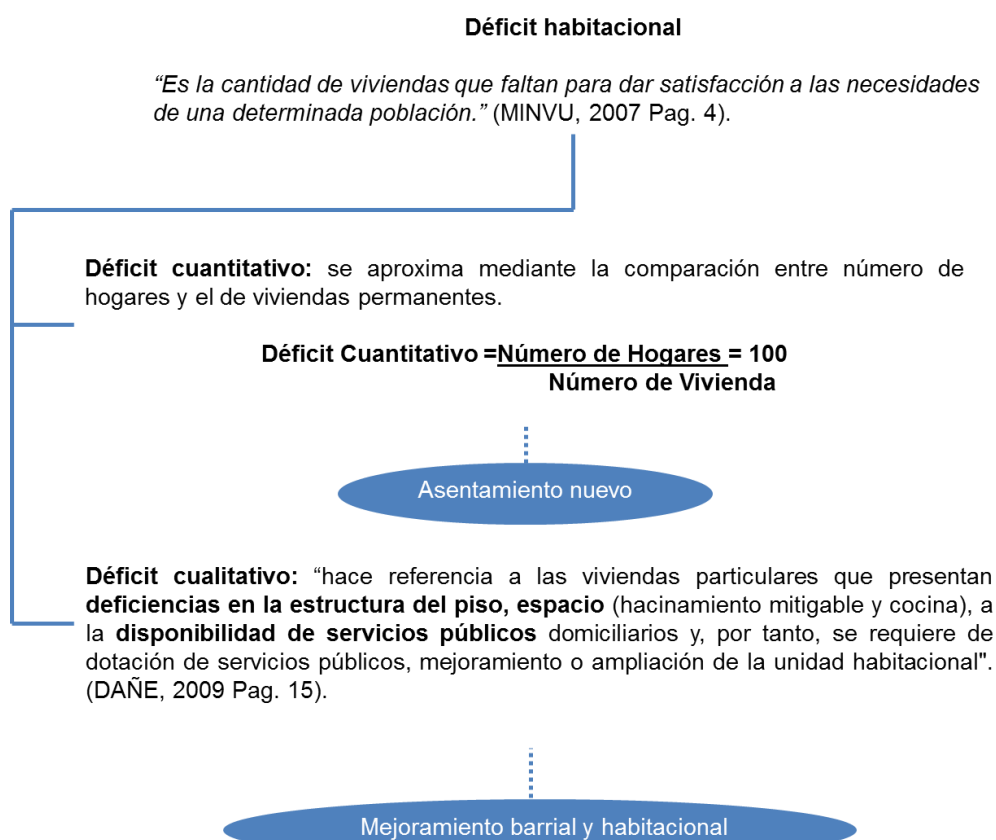 Déficit habitacional
“Es la cantidad de viviendas que faltan para dar satisfacción a las necesidades
de una determinada población.” (MINVU, 2007 Pag. 4).
Déficit cuantitativo: se aproxima mediante la comparación entre número de
hogares y el de viviendas permanentes.
Déficit Cuantitativo =Número de Hogares = 100
Número de Vivienda
Asentamiento nuevo
Déficit cualitativo: “hace referencia a las viviendas particulares que presentan
deficiencias en la estructura del piso, espacio (hacinamiento mitigable y cocina), a
la disponibilidad de servicios públicos domiciliarios y, por tanto, se requiere de
dotación de servicios públicos, mejoramiento o ampliación de la unidad habitacional".
(DAÑE, 2009 Pag. 15).
Mejoramiento barrial y habitacional